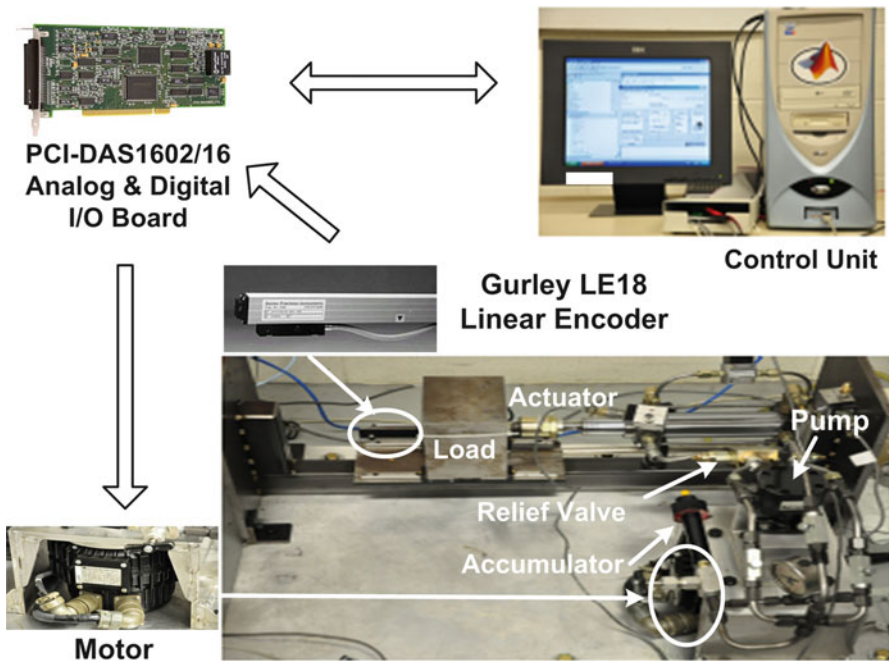 PCI-DAS1602/16
Analog & Digital
I/O Board
Control Unit
Gurley LE18
Linear Encoder
Actuator
Load
Pump
Relief Valve
Accumulator
Motor